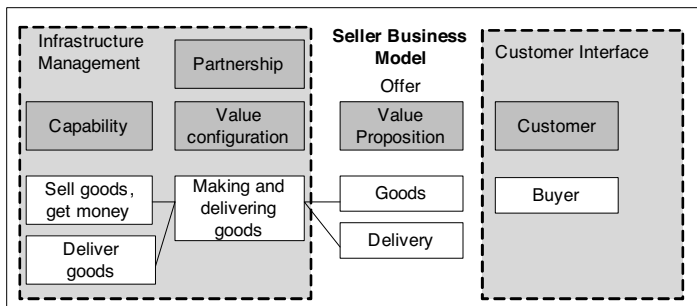 Infrastructure
Management
Partnership
Capability
Value
configuration
Sell goods,
get money
Deliver
goods
Making and
delivering
goods
Seller Business
Model
Offer
Value
Proposition
Goods
Delivery
Customer Interface
Customer
Buyer